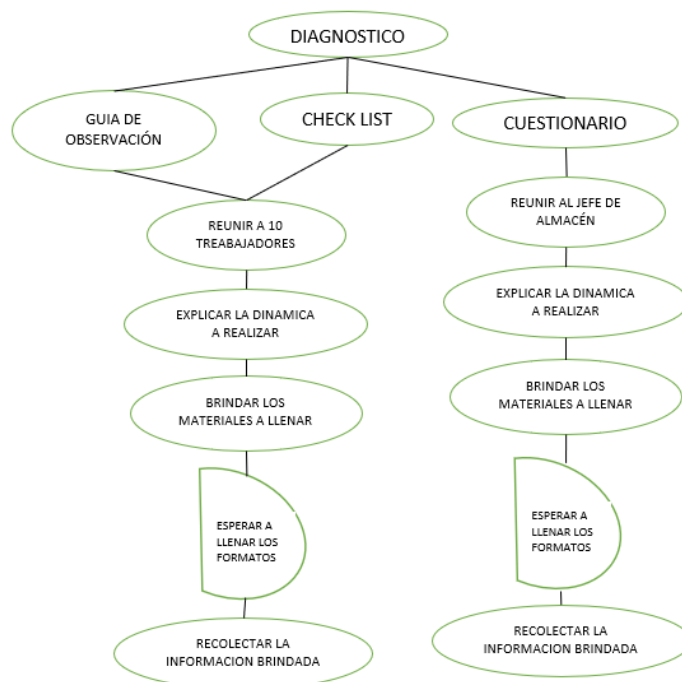 DIAGNOSTICO
GUIA DE
OBSERVACIÓN
CHECK LIST
CUESTIONARIO
REUNIR A 10
TREABAJADORES
EXPLICAR LA DINAMICA
A REALIZAR
BRINDAR LOS
MATERIALES A LLENAR
ESPERAR A
LLENAR LOS
FORMATOS
RECOLECTAR LA
INFORMACION BRINDADA
REUNIR AL JEFE DE
ALMACÉN
EXPLICAR LA DINAMICA
A REALIZAR
BRINDAR LOS
MATERIALES A LLENAR
ESPERAR A
LLENAR LOS
FORMATOS
RECOLECTAR LA
INFORMACION BRINDADA